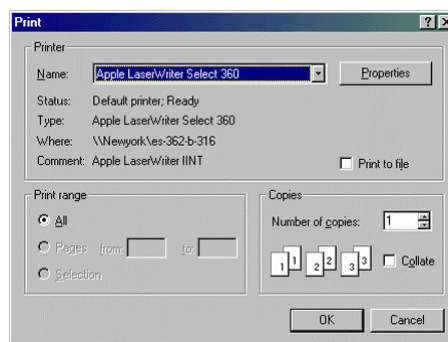 Print
Printer
Name: Apple LaserWriter Select 360 Properties
Status: Default printer; Ready
Type: Apple LaserWriter Select 360
Where: \\Newyork\es-362-b-316
Comment: Apple LaserWriter IINT Print to file
Print range Copies
All Number of copies: 1
Pages from: to:
1 1 2 2 3 3 Collate
Selection
OK Cancel